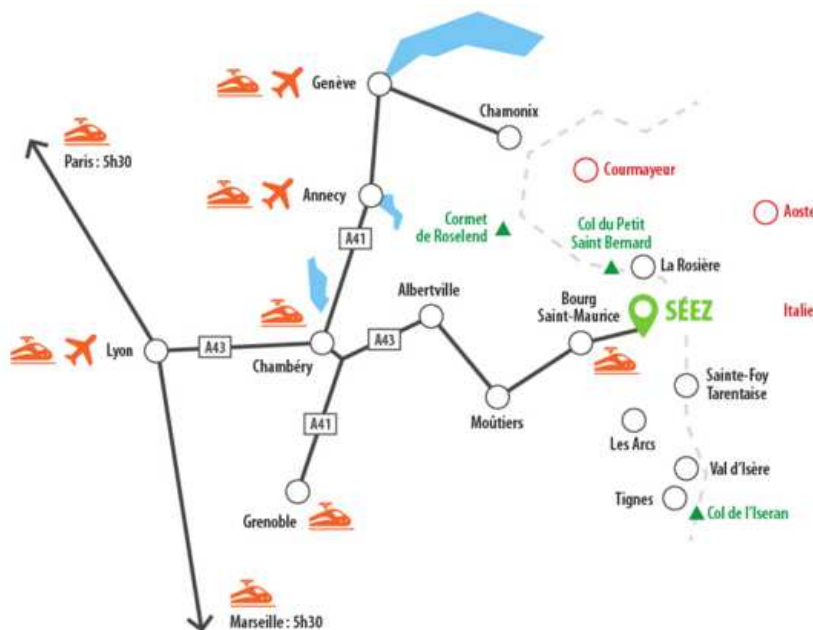 Genève
Chamonix
Paris : 5h30
Courmayeur
Annecy
Aoste
Cormet
de Roselend
Col du Petit
Saint Bernard
A41
La Rosière
Albertville
Bourg
Saint-Maurice
SÉEZ
Italie
Lyon
A43
Chambéry
A43
Sainte-Foy
Tarentaise
Moûtiers
A41
Les Arcs
Val d'Isère
Tignes
Grenoble
Col de l'Iseran
Marseille : 5h30